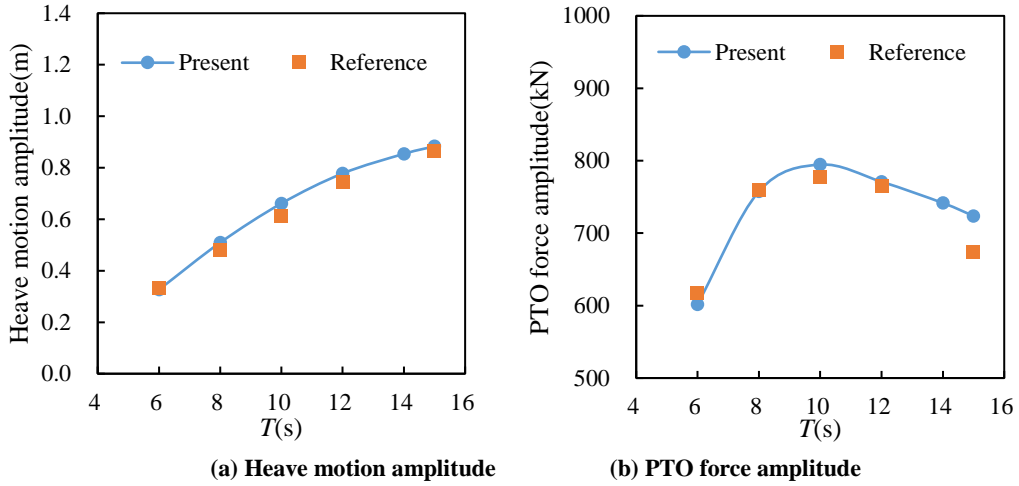 Heave motion amplitude(m)
1.4
1.2
1.0
0.8
0.6
0.4
0.2
0.0
Present
Reference
4
6
8
10
12
14
16
T(s)
(a) Heave motion amplitude
PTO force amplitude(kN)
1000
900
800
700
600
500
Present
Reference
4
6
8
10
12
14
16
T(s)
(b) PTO force amplitude